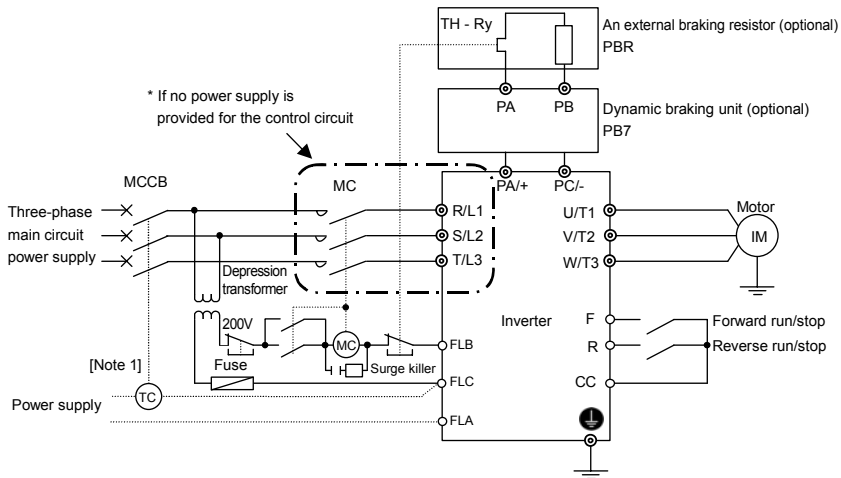 TH - Ry
An external braking resistor (optional)
PBR
PA
PB
Dynamic braking unit (optional)
PB7
* If no power supply is
provided for the control circuit
PA/+
PC/-
MCCB
MC
Three-phase
main circuit
power supply
R/L1
S/L2
T/L3
U/T1
V/T2
W/T3
Motor
IM
Depression
transformer
200V
MC
Surge killer
FLB
Inverter
F
Forward run/stop
R
Reverse run/stop
[Note 1]
Fuse
FLC
CC
Power supply
TC
FLA